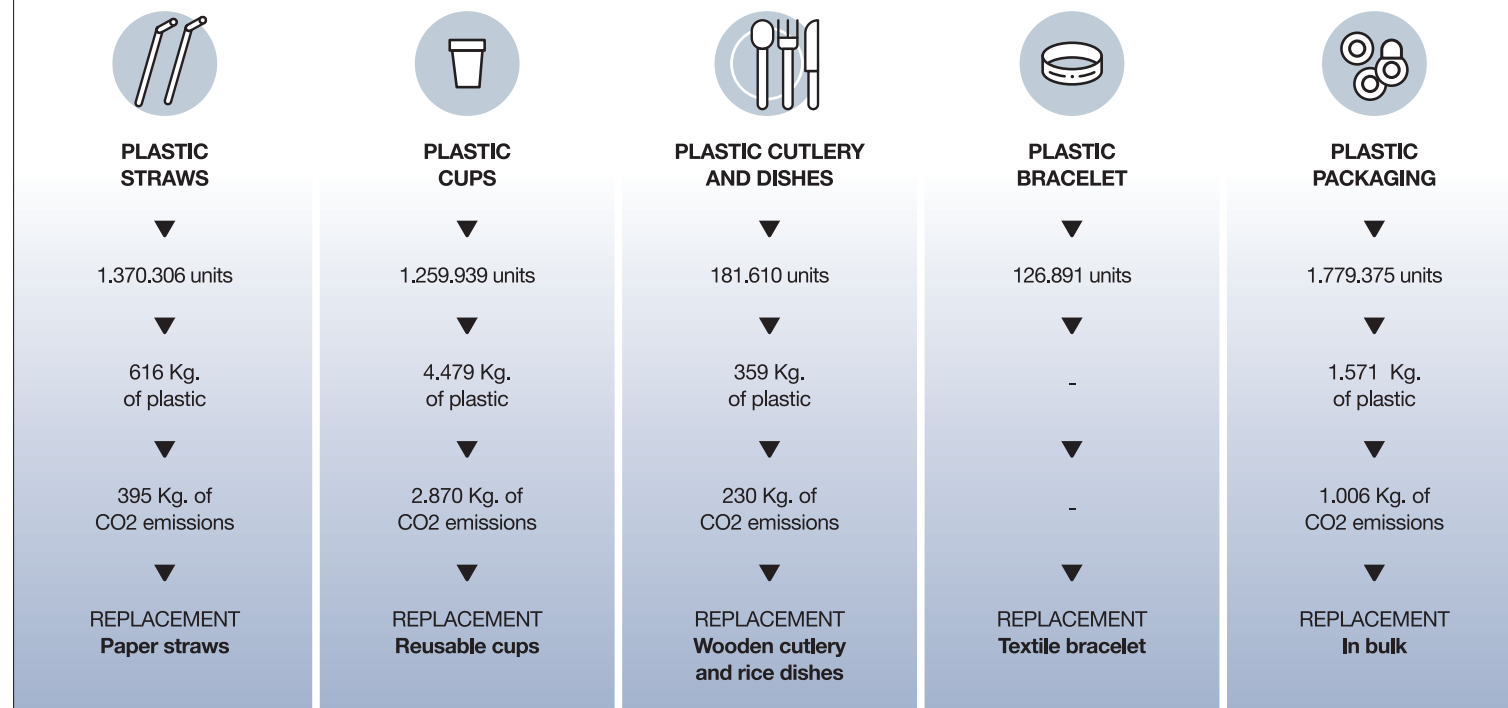 PLASTIC
STRAWS
1.370.306 units
616 Kg.
of plastic
395 Kg. of
CO2 emissions
REPLACEMENT
Paper straws
PLASTIC
CUPS
1.259.939 units
4.479 Kg.
of plastic
2.870 Kg. of
CO2 emissions
REPLACEMENT
Reusable cups
PLASTIC CUTLERY
AND DISHES
181.610 units
359 Kg.
of plastic
230 Kg. of
CO2 emissions
REPLACEMENT
Wooden cutlery
and rice dishes
PLASTIC
BRACELET
126.891 units
-
-
REPLACEMENT
Textile bracelet
PLASTIC
PACKAGING
1.779.375 units
1.571 Kg.
of plastic
1.006 Kg. of
CO2 emissions
REPLACEMENT
In bulk